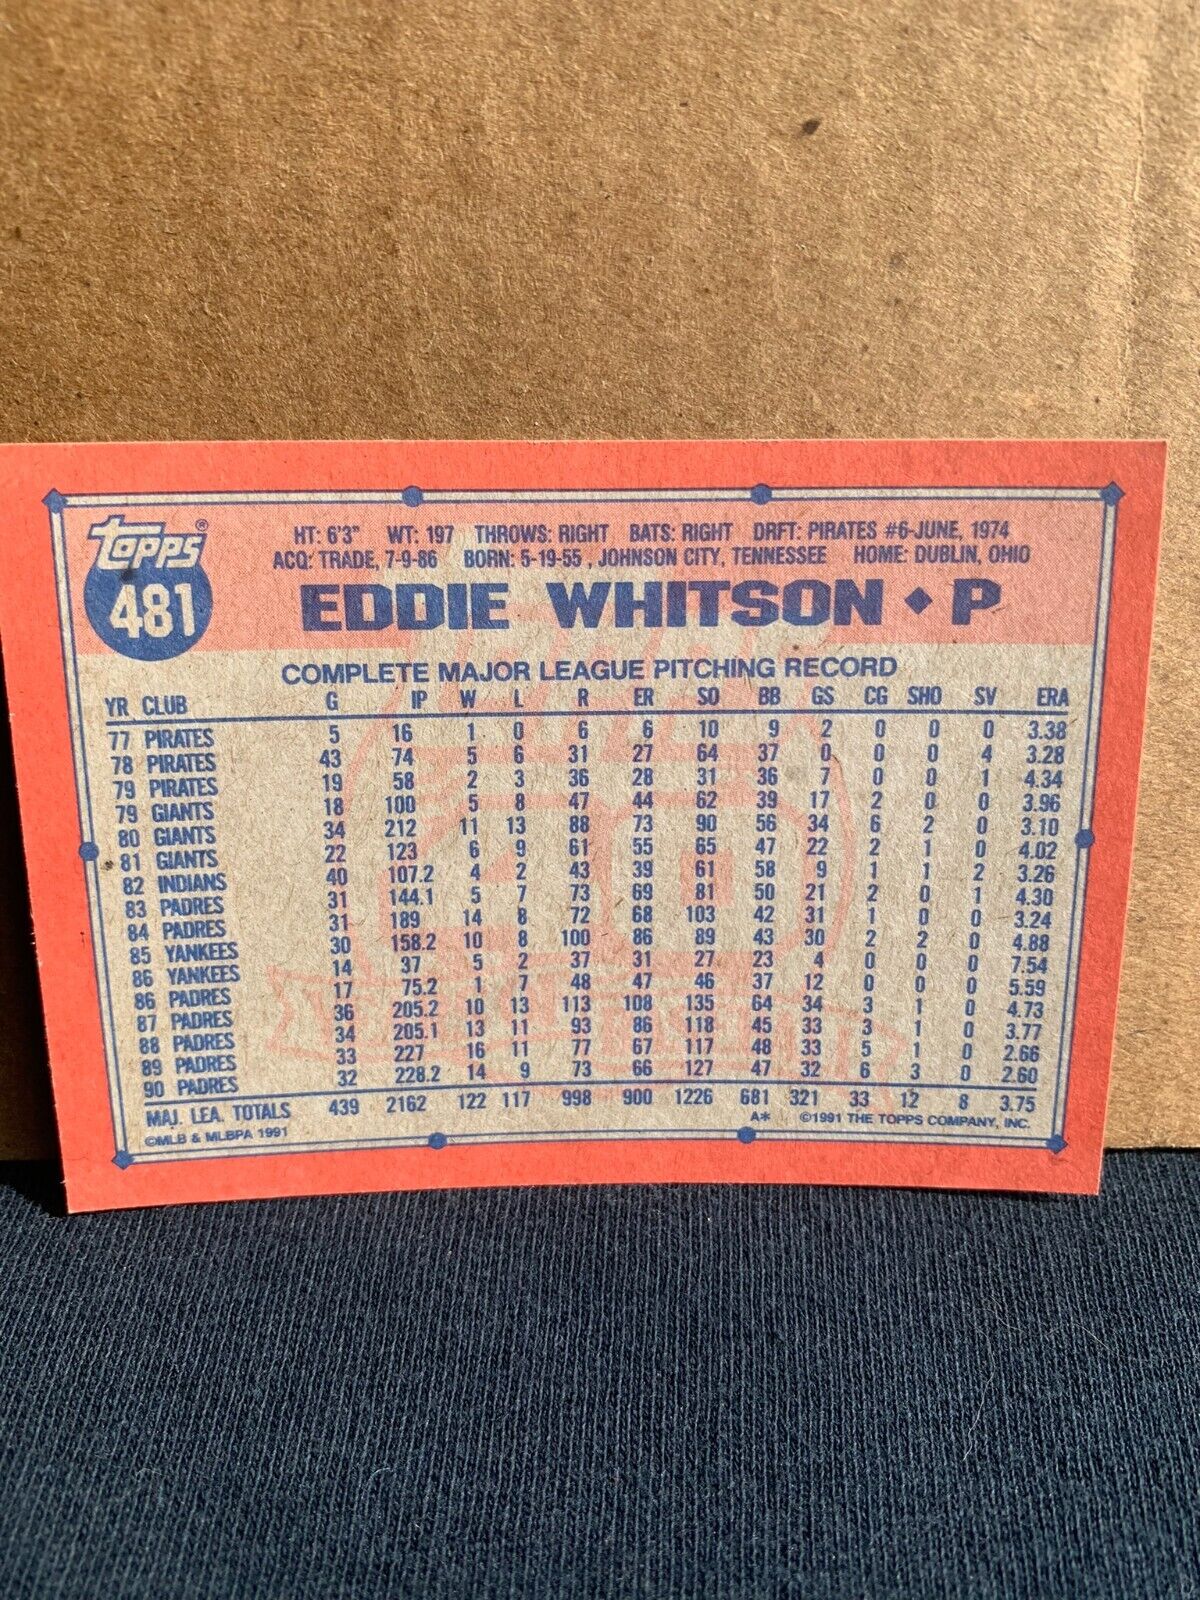 topps®
481
HT: 6'3" WT: 197 THROWS: RIGHT BATS: RIGHT DRFT: PIRATES #6-JUNE, 1974
ACQ: TRADE, 7-9-86 BORN: 5-19-55 , JOHNSON CITY, TENNESSEE HOME: DUBLIN, OHIO
EDDIE WHITSON ◆ P
COMPLETE MAJOR LEAGUE PITCHING RECORD
YR CLUB G IP W L R ER SO BB GS CG SHO SV ERA
77 PIRATES 5 16 1 0 6 6 10 9 2 0 0 0 3.38
78 PIRATES 43 74 5 6 31 27 64 37 0 0 0 4 3.28
79 PIRATES 19 58 2 3 36 28 31 36 7 0 0 1 4.34
79 GIANTS 18 100 5 8 47 44 62 39 17 2 0 0 3.96
80 GIANTS 34 212 11 13 88 73 90 56 34 6 2 0 3.10
81 GIANTS 22 123 6 9 61 55 65 47 22 2 1 0 4.02
82 INDIANS 40 107.2 4 2 43 39 61 58 9 1 1 2 3.26
83 PADRES 31 144.1 5 7 73 69 81 50 21 2 0 1 4.30
84 PADRES 31 189 14 8 72 68 103 42 31 1 0 0 3.24
85 YANKEES 30 158.2 10 8 100 86 89 43 30 2 2 0 4.88
86 YANKEES 14 37 5 2 37 31 27 23 4 0 0 0 7.54
86 PADRES 17 75.2 1 7 48 47 46 37 12 0 0 0 5.59
87 PADRES 36 205.2 10 13 113 108 135 64 34 3 1 0 4.73
88 PADRES 34 205.1 13 11 93 86 118 45 33 3 1 0 3.77
89 PADRES 33 227 16 11 77 67 117 48 33 5 1 0 2.66
90 PADRES 32 228.2 14 9 73 66 127 47 32 6 3 0 2.60
MAJ. LEA. TOTALS 439 2162 122 117 998 900 1226 681 321 33 12 8 3.75
©MLB & MLBPA 1991 A* ©1991 THE TOPPS COMPANY, INC.